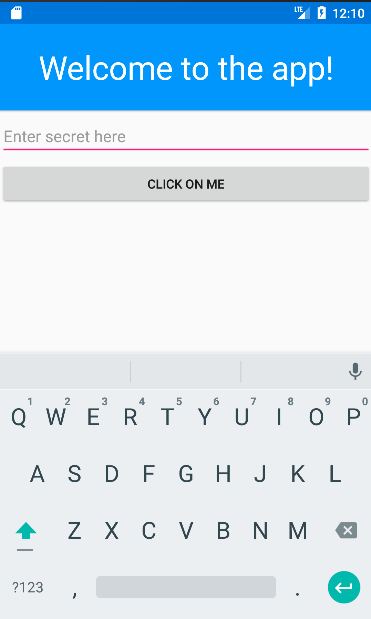 LTE 12:10
Welcome to the app!
Enter secret here
CLICK ON ME
1 2 3 4 5 6 7 8 9 0
Q W E R T Y U I O P
A S D F G H J K L
Z X C V B N M
?123 , .